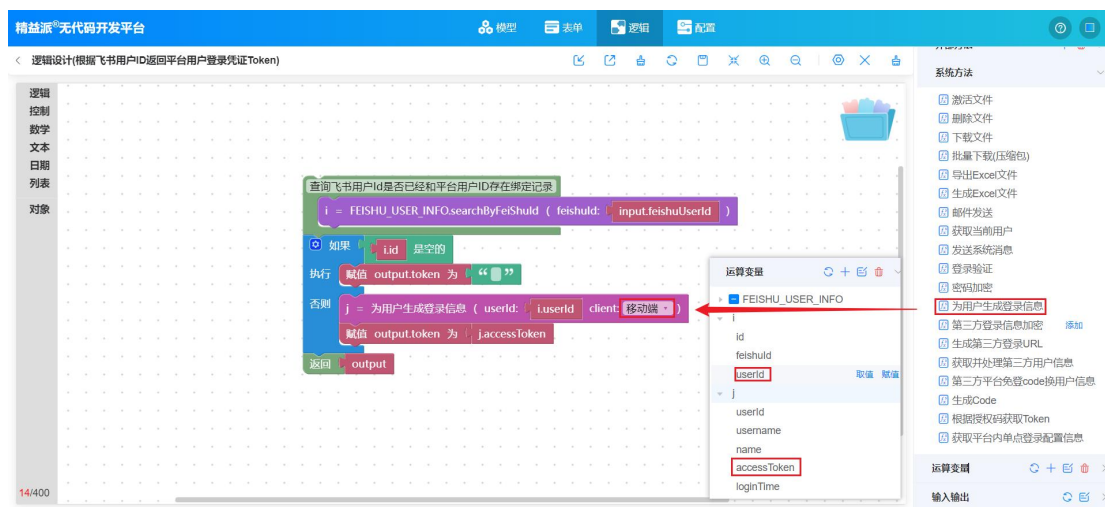 精益派®无代码开发平台
模型
表单
逻辑
配置
逻辑设计(根据飞书用户ID返回平台用户登录凭证Token)
系统方法
逻辑
控制
数学
文本
日期
列表
对象
查询飞书用户Id是否已经和平台用户ID存在绑定记录
i = FEISHU_USER_INFO.searchByFeiShuId ( feishuId: input.feishuUserId )
如果 i.id 是空的
执行 赋值 output.token 为 “ ”
否则 j = 为用户生成登录信息 ( userId: i.userId client: 移动端 )
赋值 output.token 为 j.accessToken
返回 output
14/400
运算变量
FEISHU_USER_INFO
i
id
feishuId
userId 取值 赋值
j
userId
username
name
accessToken
loginTime
激活文件
删除文件
下载文件
批量下载(压缩包)
导出Excel文件
生成Excel文件
邮件发送
获取当前用户
发送系统消息
登录验证
密码加密
为用户生成登录信息
第三方登录信息加密 添加
生成第三方登录URL
获取并处理第三方用户信息
第三方平台免登code换用户信息
生成Code
根据授权码获取Token
获取平台内单点登录配置信息
运算变量
输入输出